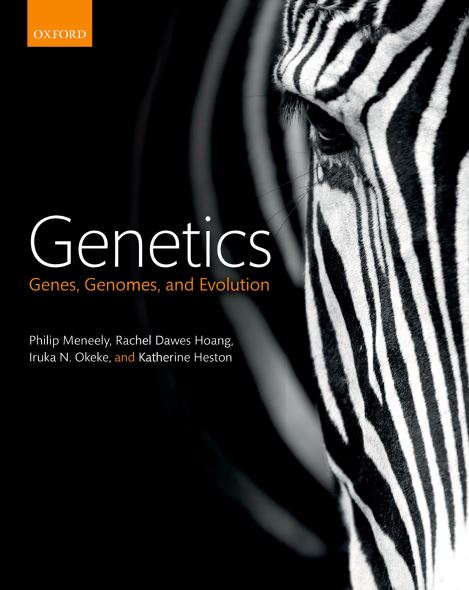 OXFORD
Genetics
Genes, Genomes, and Evolution
Philip Meneely, Rachel Dawes Hoang,
Iruka N. Okeke, and Katherine Heston